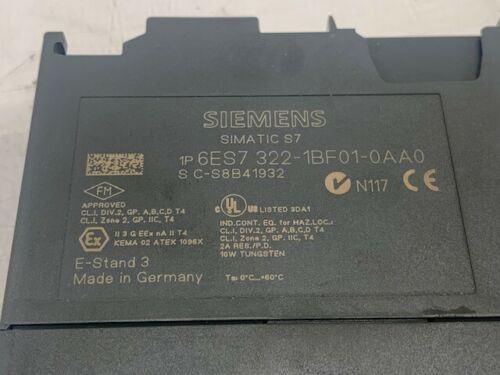 SIEMENS
SIMATIC S7
1P 6ES7 322-1BF01-0AA0
S C-S8B41932
N117
FM
APPROVED
CL.I, DIV.2, GP. A,B,C,D T4
CL.I, Zone 2, GP. IIC, T4
Ex II 3 G EEx nA II T4
KEMA 02 ATEX 1096X
E-Stand 3
Made in Germany
c UL US LISTED 3DA1
IND.CONT. EQ. for HAZ.LOC.:
CL.I, DIV.2, GP. A,B,C,D T4
CL.I, Zone 2, GP. IIC, T4
2A RES./P.D.
10W TUNGSTEN
Ta: 0°C...+60°C